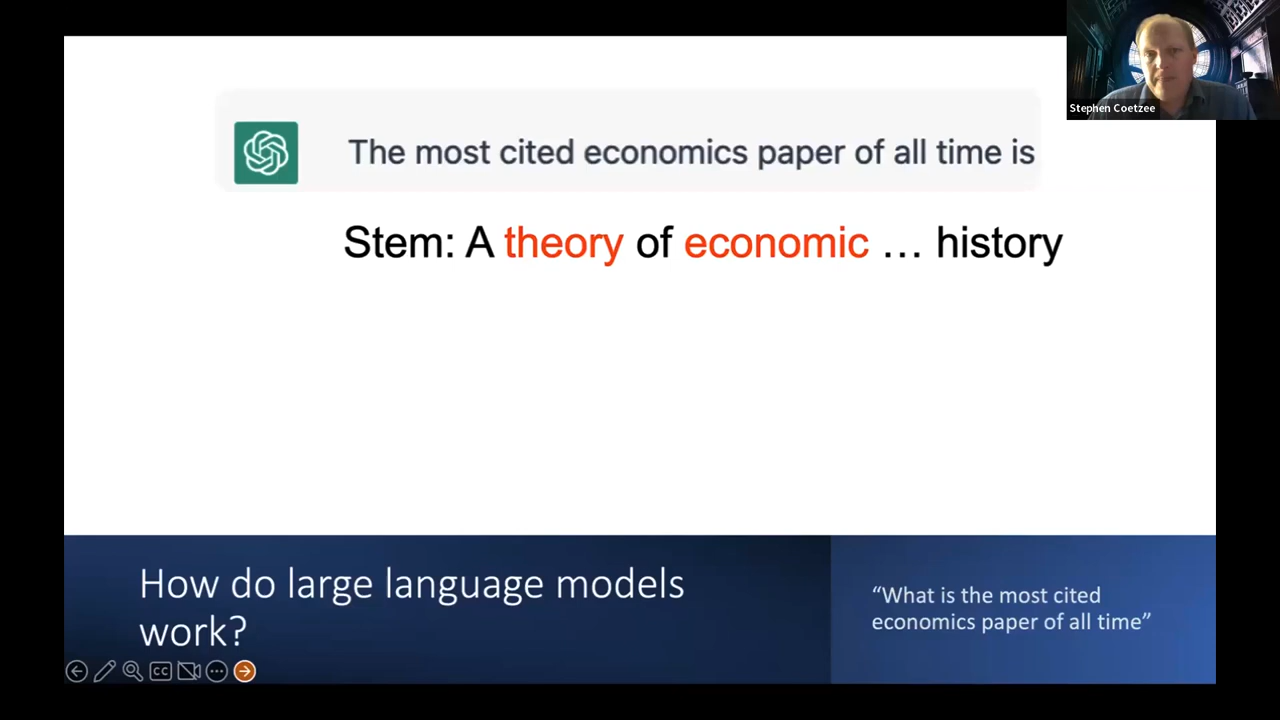 Stephen Coetzee
The most cited economics paper of all time is
Stem: A theory of economic … history
How do large language models
work?
“What is the most cited
economics paper of all time”
CC